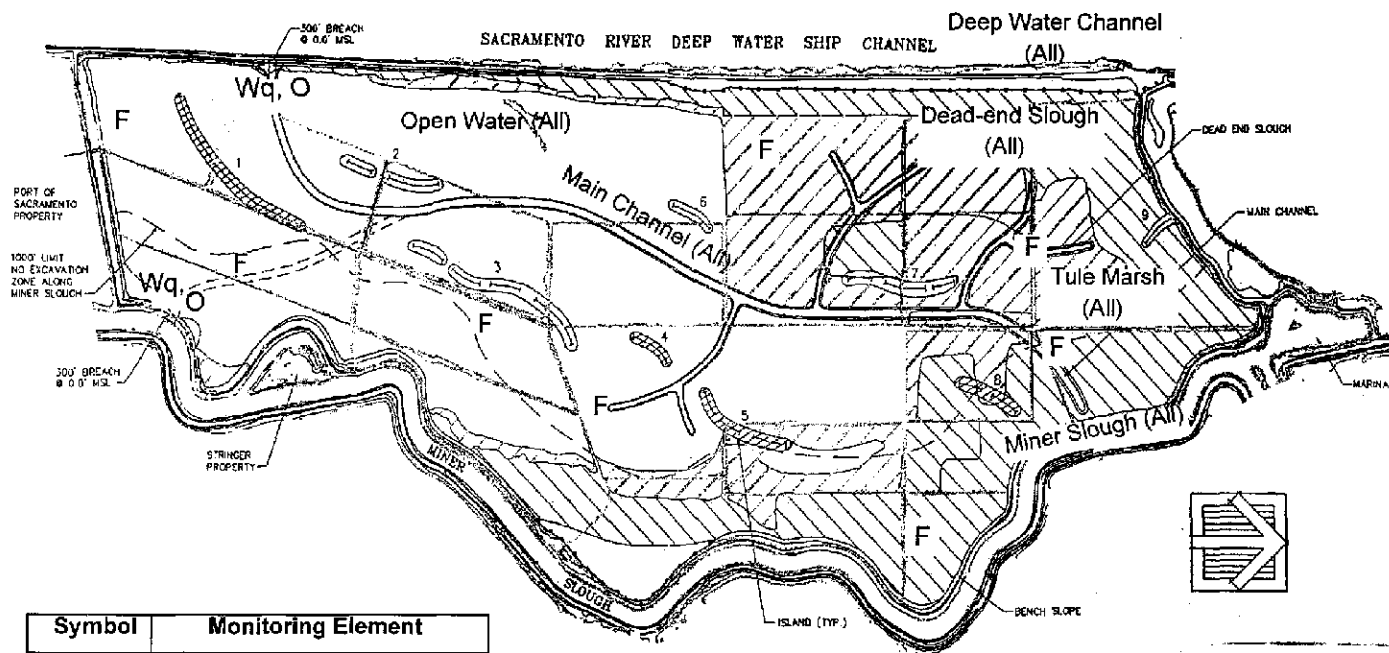 Deep Water Channel
(All)
300' BREACH
@ 0.0' MSL
SACRAMENTO RIVER DEEP WATER SHIP CHANNEL
Wq, O
F
Open Water (All)
Dead-end Slough
(All)
F
DEAD END SLOUGH
1
2
Main Channel (All)
6
9
MAIN CHANNEL
PORT OF
SACRAMENTO
PROPERTY
1000' LIMIT
NO EXCAVATION
ZONE ALONG
MINER SLOUGH
F
Wq,
O
3
F
7
F
Tule Marsh
(All)
4
F
300' BREACH
@ 0.0' MSL
MARINA
F
5
8
Miner Slough (All)
STRINGER
PROPERTY
MINER
SLOUGH
F
BENCH SLOPE
ISLAND (TYP.)
Symbol Monitoring Element